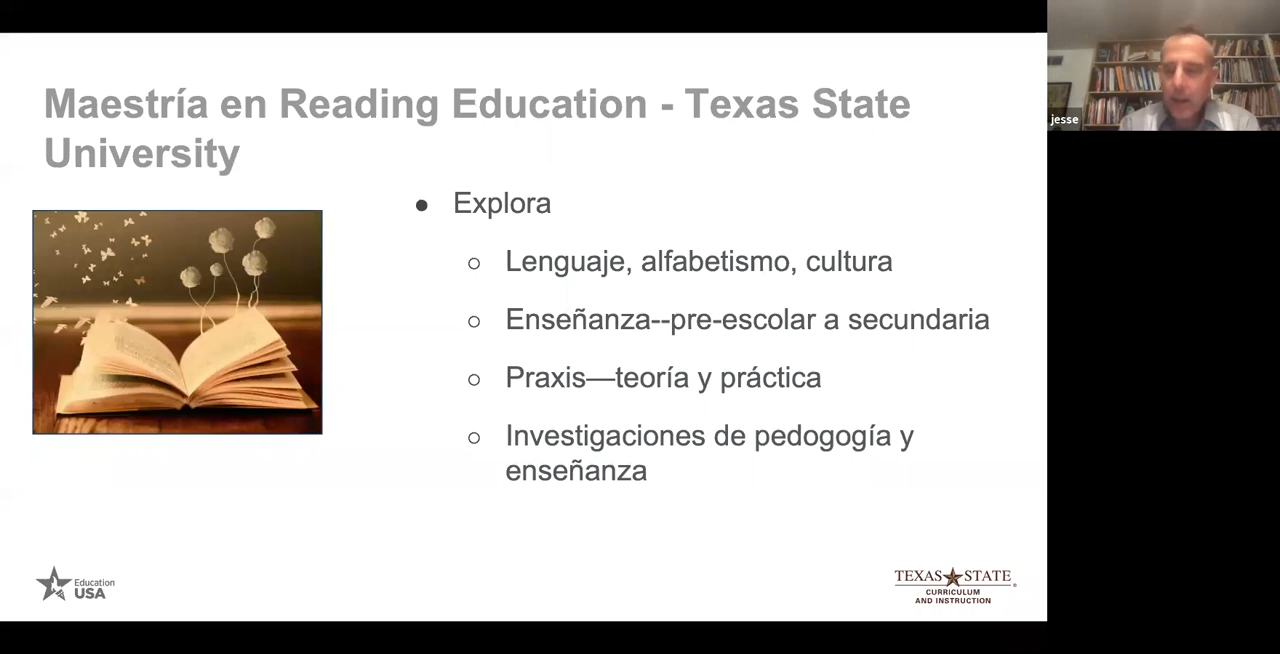 Maestría en Reading Education - Texas State
University
● Explora
○ Lenguaje, alfabetismo, cultura
○ Enseñanza--pre-escolar a secundaria
○ Praxis—teoría y práctica
○ Investigaciones de pedogogía y
enseñanza
Education
USA
TEXAS STATE
®
CURRICULUM
AND INSTRUCTION
jesse